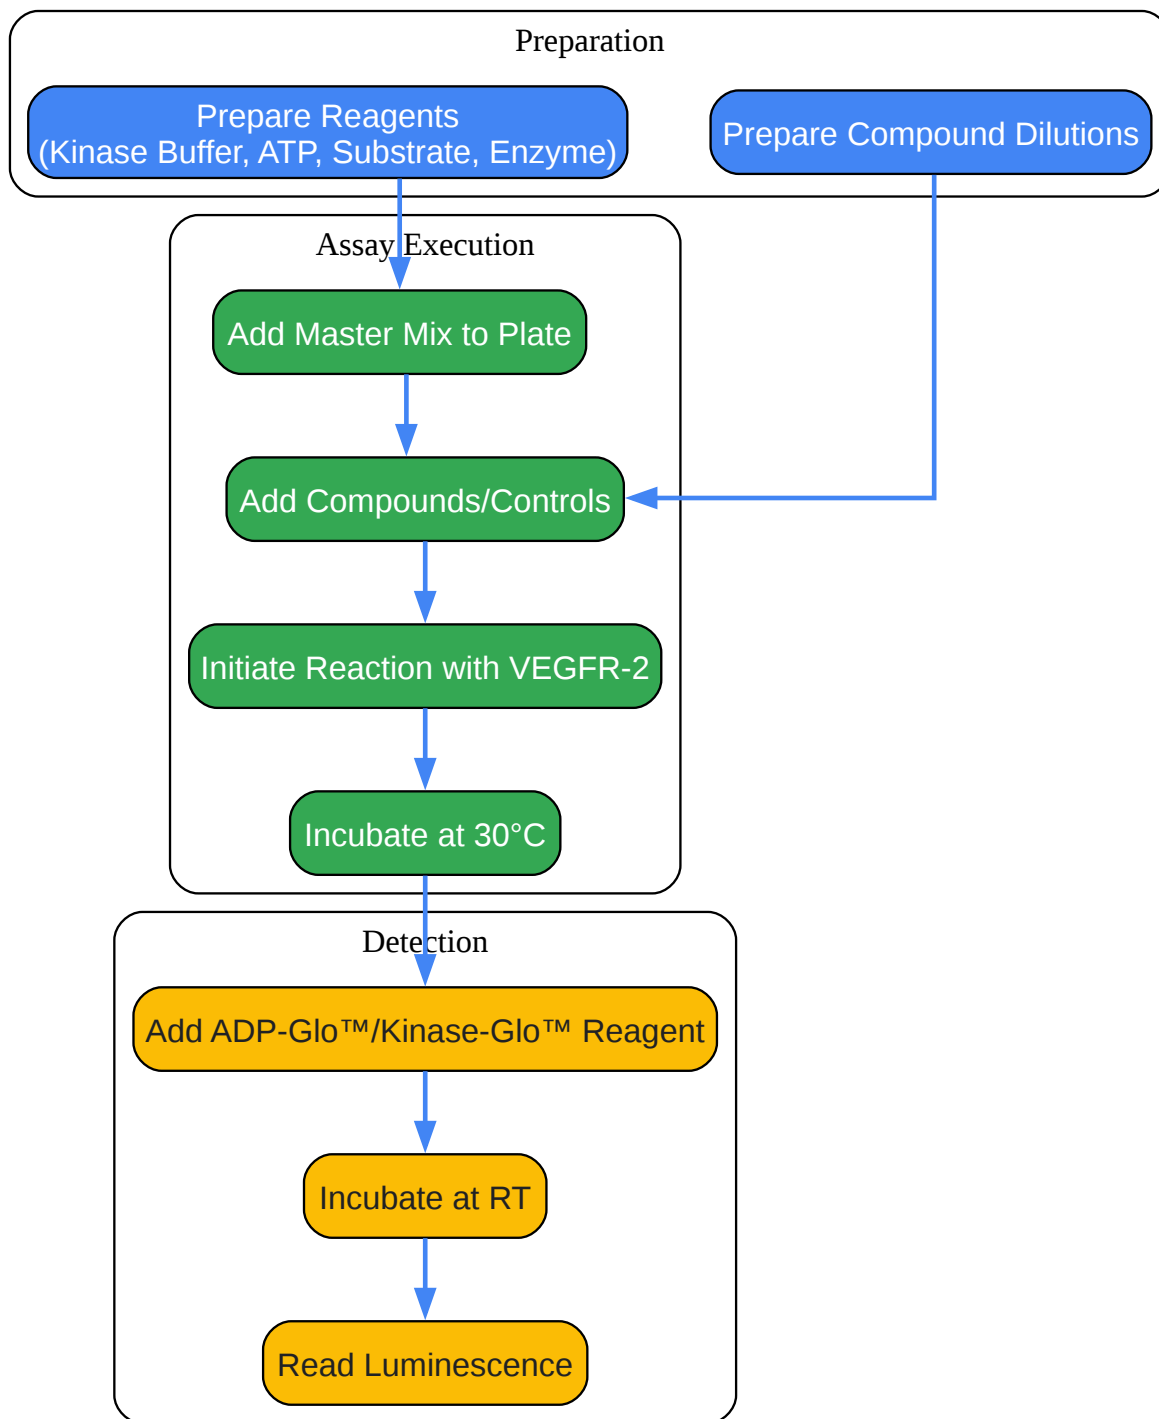 Preparation
Prepare Reagents
(Kinase Buffer, ATP, Substrate, Enzyme)
Prepare Compound Dilutions
Assay Execution
Add Master Mix to Plate
Add Compounds/Controls
Initiate Reaction with VEGFR-2
Incubate at 30°C
Detection
Add ADP-Glo™/Kinase-Glo™ Reagent
Incubate at RT
Read Luminescence